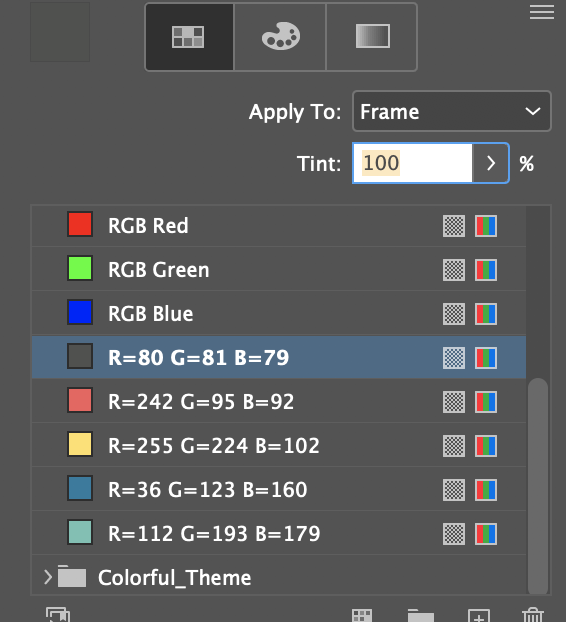 Apply To: Frame
Tint: 100 %
RGB Red
RGB Green
RGB Blue
R=80 G=81 B=79
R=242 G=95 B=92
R=255 G=224 B=102
R=36 G=123 B=160
R=112 G=193 B=179
Colorful_Theme